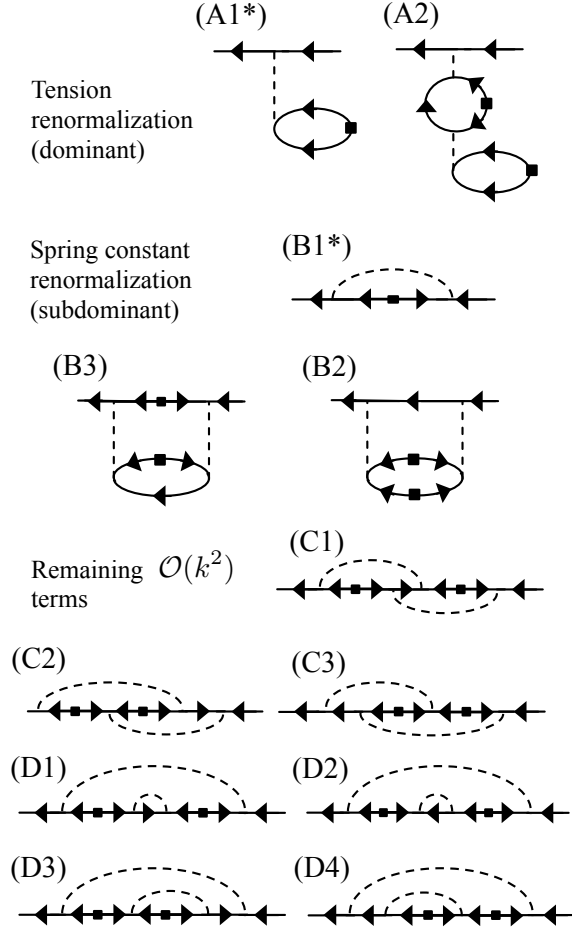 (A1*)
(A2)
Tension
renormalization
(dominant)
(B1*)
Spring constant
renormalization
(subdominant)
(B3)
(B2)
(C1)
Remaining 𝒪(k²)
terms
(C2)
(C3)
(D1)
(D2)
(D3)
(D4)